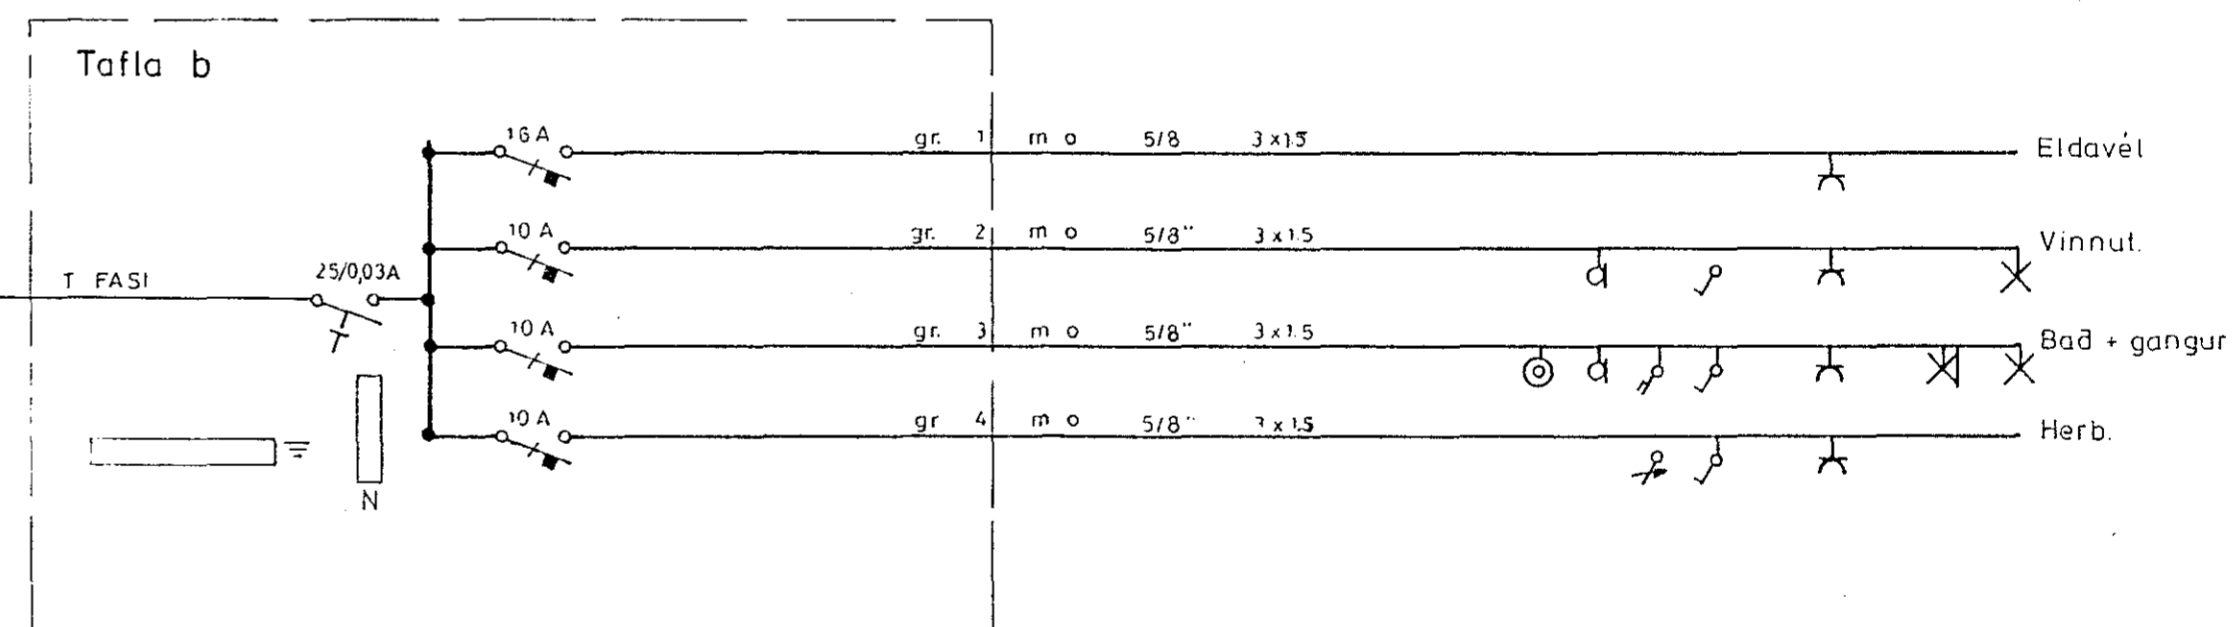 Tafla b
16 A gr. 1 m o 5/8 3 x 1.5 Eldavél
10 A gr. 2 m o 5/8" 3 x 1.5 Vinnut.
T FASI 25/0,03A
10 A gr. 3 m o 5/8" 3 x 1.5 Bað + gangur
10 A gr 4 m o 5/8" 3 x 1.5 Herb.
N